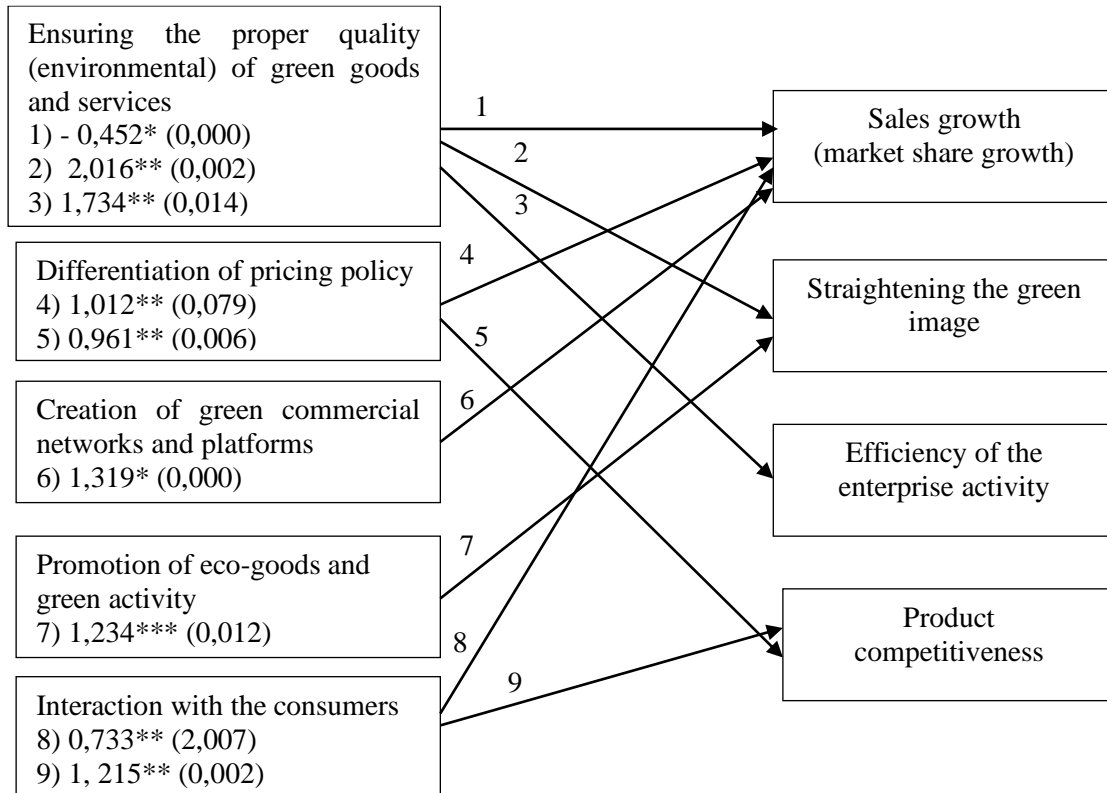 Ensuring the proper quality
(environmental) of green goods
and services
1) - 0,452* (0,000)
2) 2,016** (0,002)
3) 1,734** (0,014)
Differentiation of pricing policy
4) 1,012** (0,079)
5) 0,961** (0,006)
Creation of green commercial
networks and platforms
6) 1,319* (0,000)
Promotion of eco-goods and
green activity
7) 1,234*** (0,012)
Interaction with the consumers
8) 0,733** (2,007)
9) 1, 215** (0,002)
1
2
3
4
5
6
7
8
9
Sales growth
(market share growth)
Straightening the green
image
Efficiency of the
enterprise activity
Product
competitiveness